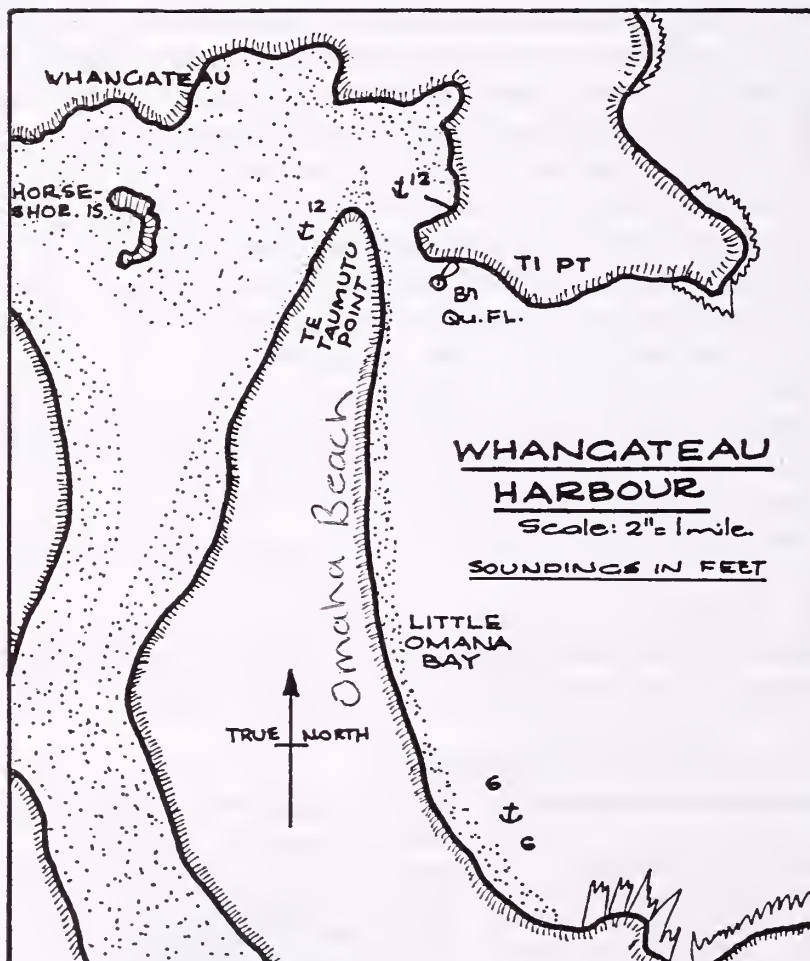 WHANGATEAU
HORSE-
SHOE. IS.
12
12
TE
TAUMUTU
POINT
TI PT
Qu. FL.
Omaha Beach
WHANGATEAU
HARBOUR
Scale: 2"= 1 mile.
SOUNDINGS IN FEET
LITTLE
OMANA
BAY
TRUE NORTH
6
6